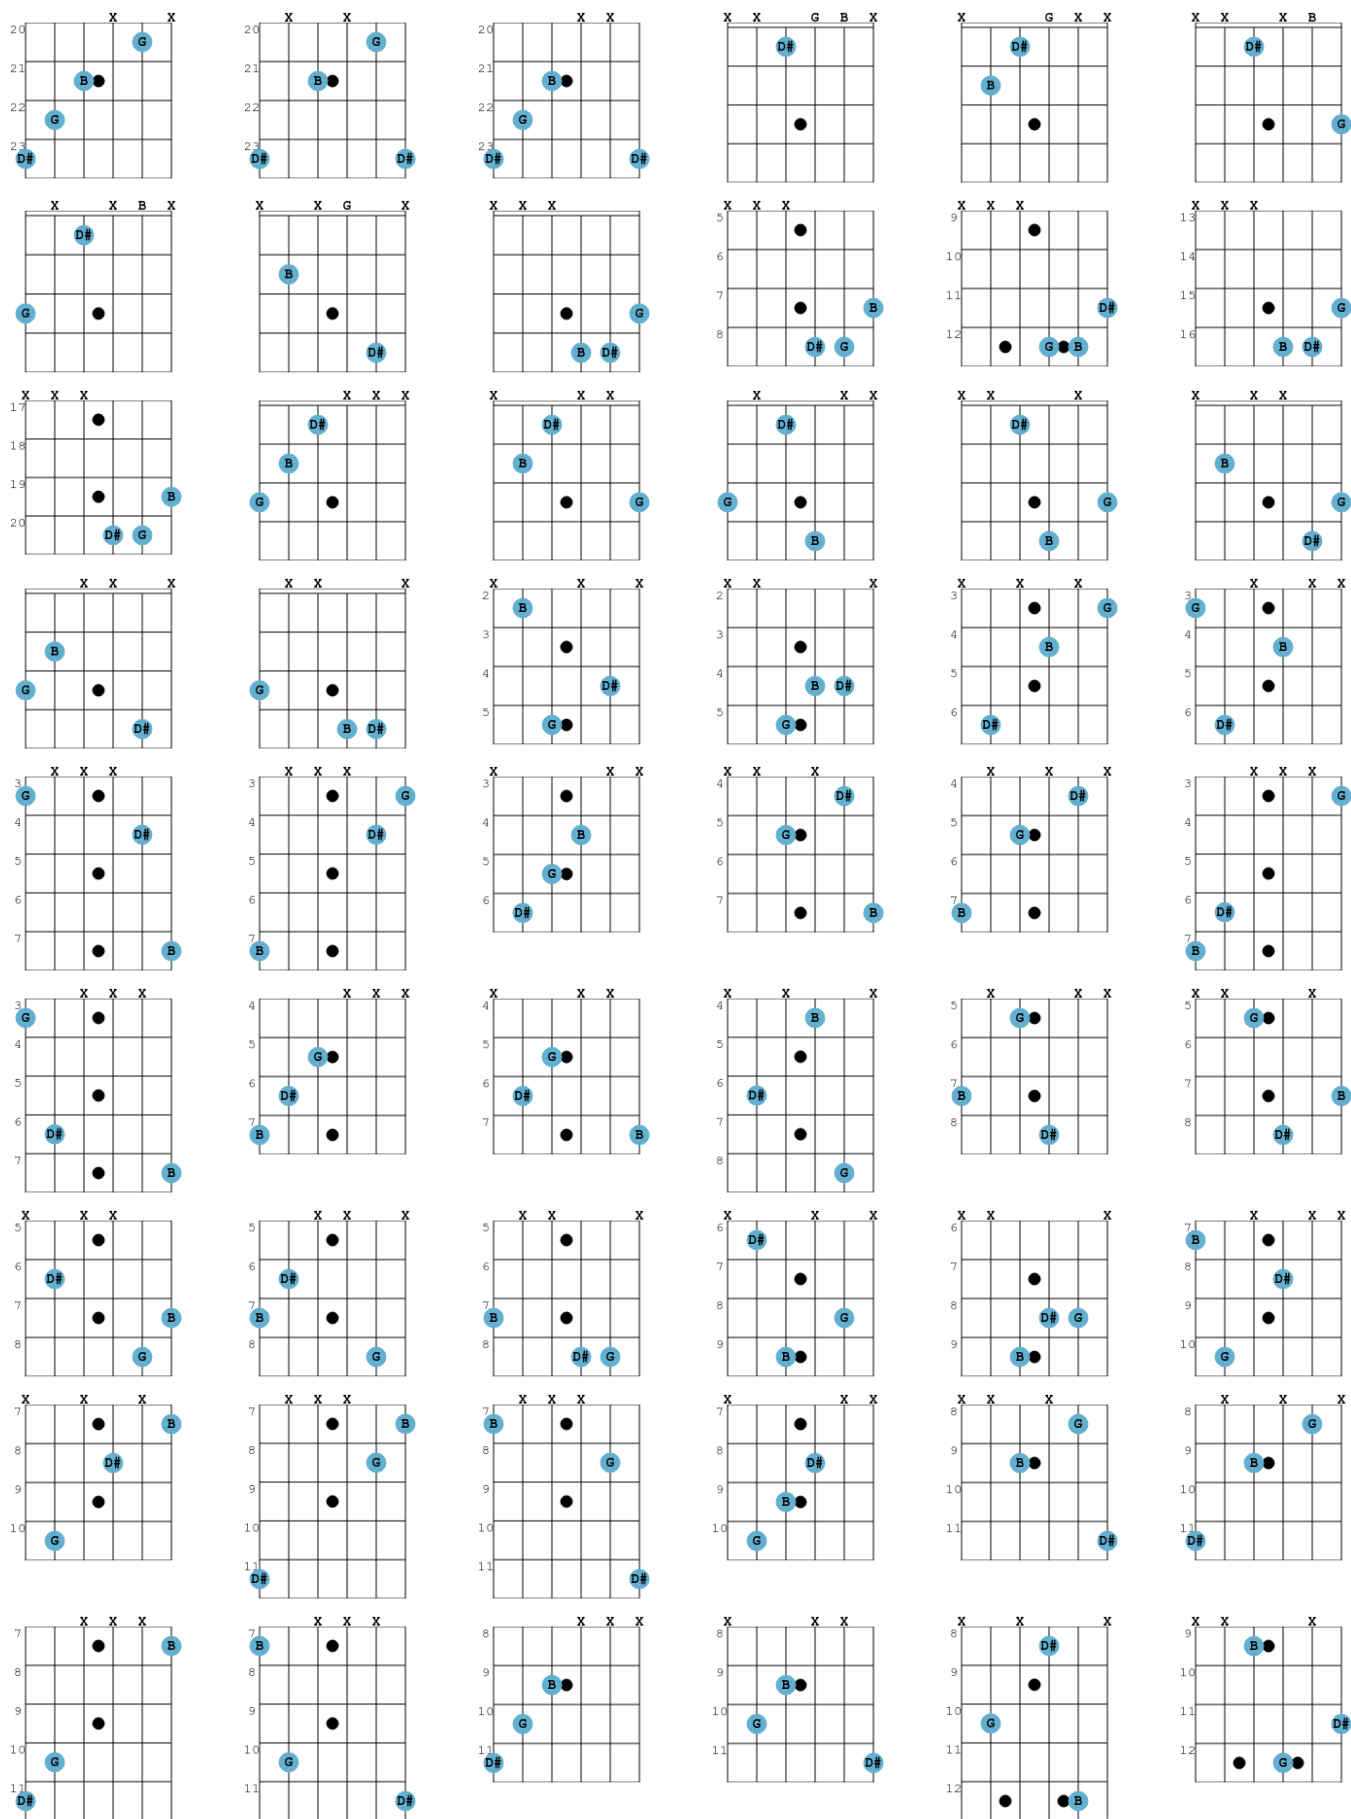 X X X X X X X X G B X X G X X X X X B
20 20 20
G G D# D# D#
21 21 21
B B B B
22 22 22
G G G
23 23 23
D# D# D# D# D#
X X B X X X G X X X X X X X X X X X X X
5 9 13
D#
6 10 14
B
7 11 15
G G B D# G
8 12 16
D# B D# D# G G B B D#
X X X X X X X X X X X X X X X X X X
17
D# D# D# D#
18
B B B
19
B G G G G G
20
D# G B B D#
X X X X X X X X X X X X X X X X X X
2 2 3 3
B G G
3 3 4 4
B B B
4 4 5 5
G G D# B D#
5 5 6 6
D# B D# G G D# D#
X X X X X X X X X X X X X X X X X X
3 3 3 4 4 3
G G D# D# G
4 4 4 5 5 4
D# D# B G G
5 5 5 6 6 5
G
6 6 6 7 7 6
D# B B D#
7 7 7
B B B
X X X X X X X X X X X X X X X X X X
3 4 4 4 5 5
G B G G
4 5 5 5 6 6
G G
5 6 6 6 7 7
D# D# D# B B
6 7 7 7 8 8
D# B B D# D#
7 8
B G
X X X X X X X X X X X X X X X X X X
5 5 5 6 6 7
D# B
6 6 6 7 7 8
D# D# D#
7 7 7 8 8 9
B B B G D# G
8 8 8 9 9 10
G G D# G B B G
X X X X X X X X X X X X X X X X X X
7 7 7 7 8 8
B B B G G
8 8 8 8 9 9
D# G G D# B B
9 9 9 9 10 10
B
10 10 10 10 11 11
G G D# D#
11 11
D# D#
X X X X X X X X X X X X X X X X X X
7 7 8 8 8 9
B B D# B
8 8 9 9 9 10
B B
9 9 10 10 10 11
G G G D#
10 10 11 11 11 12
G G D# D# G
11 11 12
D# D# B